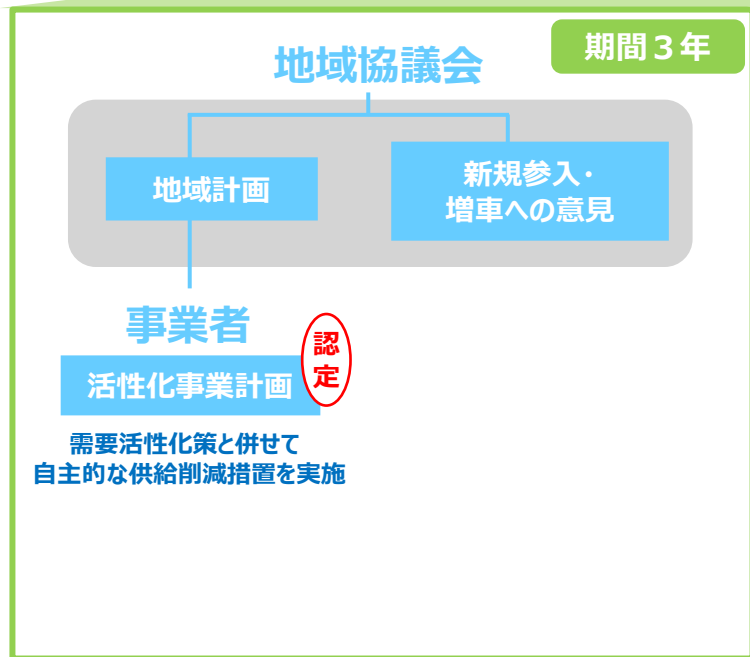 期間３年
地域協議会
地域計画
新規参入・
増車への意見
事業者
活性化事業計画
認
定
需要活性化策と併せて
自主的な供給削減措置を実施